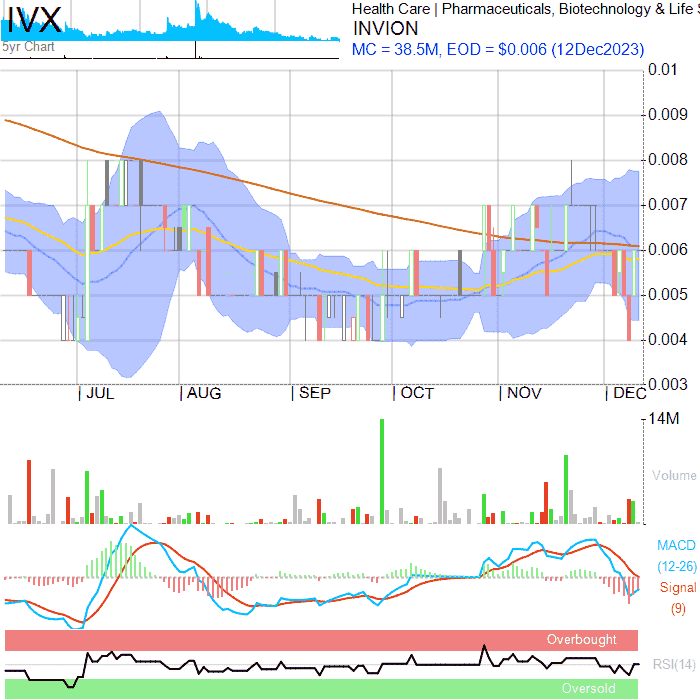 IVX
5yr Chart
Health Care | Pharmaceuticals, Biotechnology & Life S
INVION
MC = 38.5M, EOD = $0.006 (12Dec2023)
0.01
0.009
0.008
0.007
0.006
0.005
0.004
0.003
JUL AUG SEP OCT NOV DEC
14M
Volume
MACD
(12-26)
Signal
(9)
Overbought
RSI(14)
Oversold